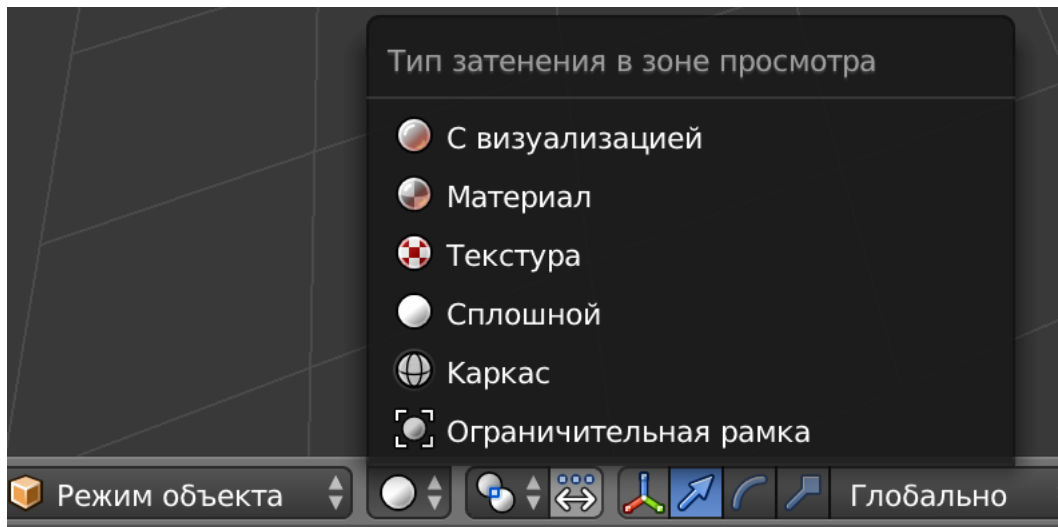 Тип затенения в зоне просмотра
С визуализацией
Материал
Текстура
Сплошной
Каркас
Ограничительная рамка
Режим объекта Глобально